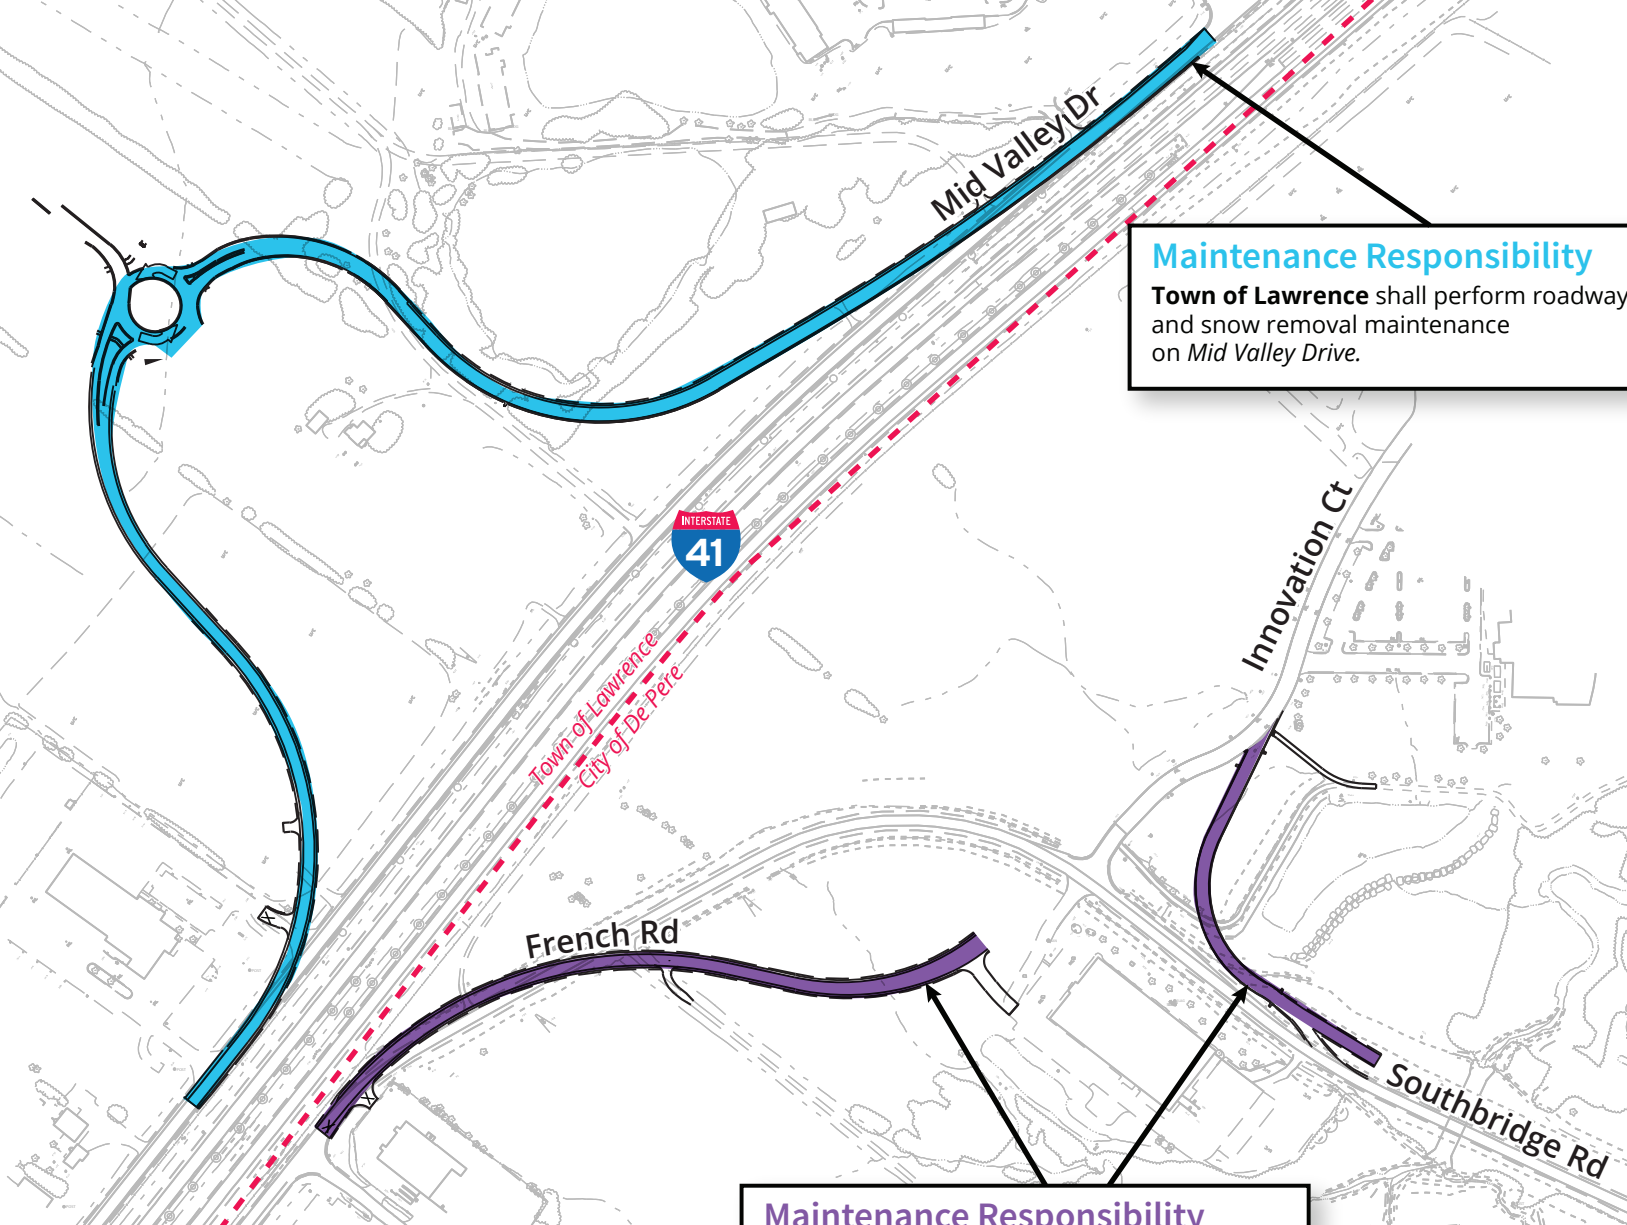 Mid Valley Dr
Maintenance Responsibility
Town of Lawrence shall perform roadway
and snow removal maintenance
on Mid Valley Drive.
Innovation Ct
INTERSTATE
41
Town of Lawrence
City of De Pere
French Rd
Southbridge Rd
Maintenance Responsibility